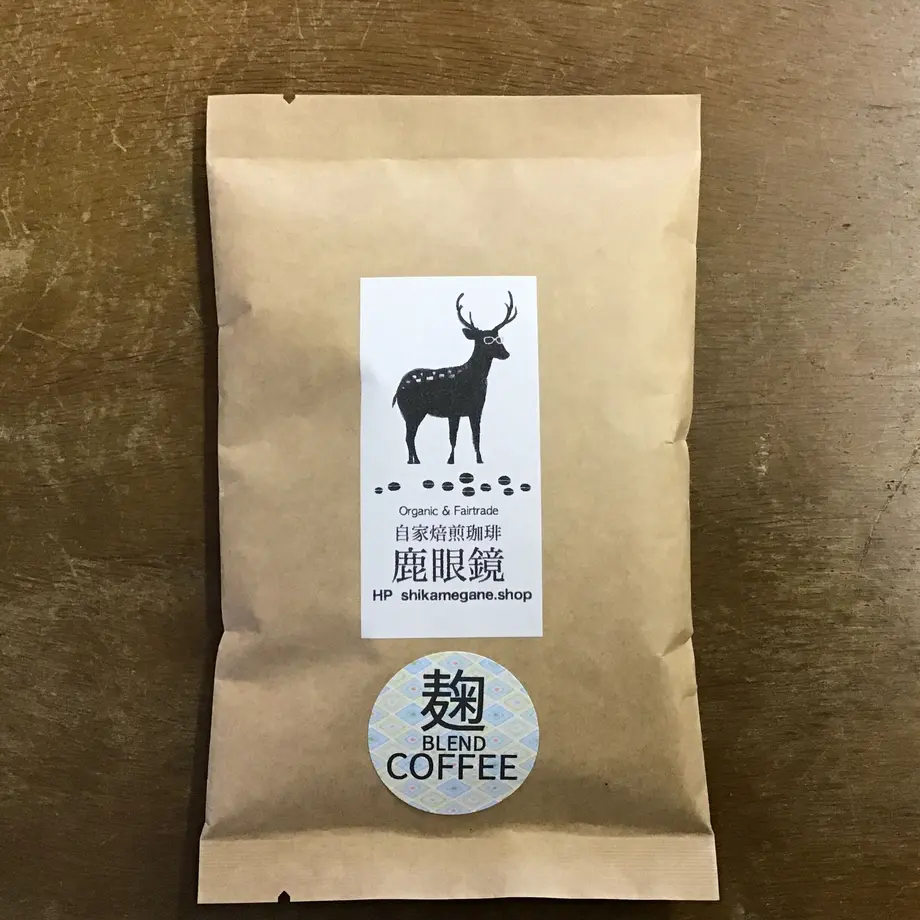 Organic & Fairtrade
自家焙煎珈琲
鹿眼鏡
HP shikamegane.shop
麹
BLEND
COFFEE